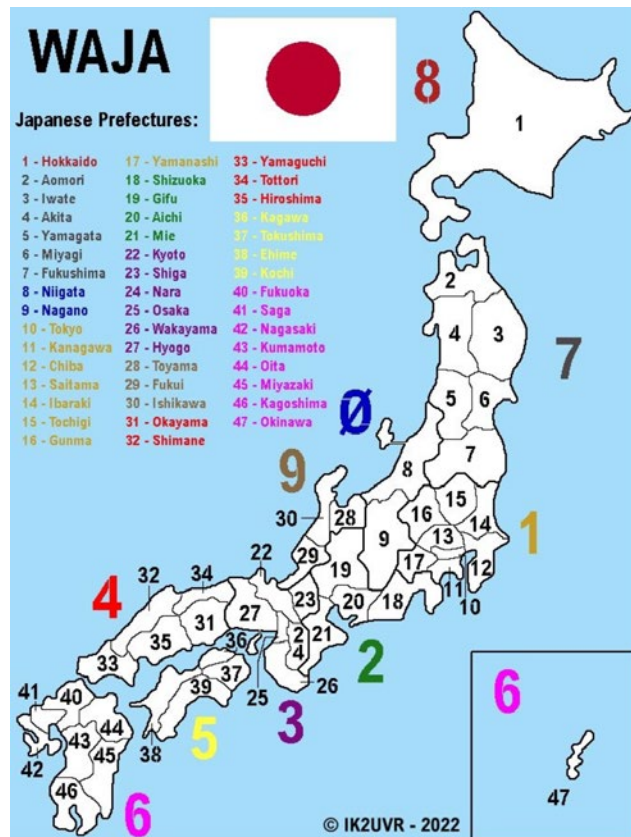 WAJA
Japanese Prefectures:
1 - Hokkaido
2 - Aomori
3 - Iwate
4 - Akita
5 - Yamagata
6 - Miyagi
7 - Fukushima
8 - Niigata
9 - Nagano
10 - Tokyo
11 - Kanagawa
12 - Chiba
13 - Saitama
14 - Ibaraki
15 - Tochigi
16 - Gunma
17 - Yamanashi
18 - Shizuoka
19 - Gifu
20 - Aichi
21 - Mie
22 - Kyoto
23 - Shiga
24 - Nara
25 - Osaka
26 - Wakayama
27 - Hyogo
28 - Toyama
29 - Fukui
30 - Ishikawa
31 - Okayama
32 - Shimane
33 - Yamaguchi
34 - Tottori
35 - Hiroshima
36 - Kagawa
37 - Tokushima
38 - Ehime
39 - Kochi
40 - Fukuoka
41 - Saga
42 - Nagasaki
43 - Kumamoto
44 - Oita
45 - Miyazaki
46 - Kagoshima
47 - Okinawa
8
1
2
4
3
7
5
6
Ø
8
7
9
15
16
14
30
28
9
13
1
29
19
17
12
22
11
10
32
34
4
23
20
18
27
31
2
4
21
35
36
33
37
25
26
2
39
3
41
40
38
5
44
43
42
45
46
6
6
47
© IK2UVR - 2022